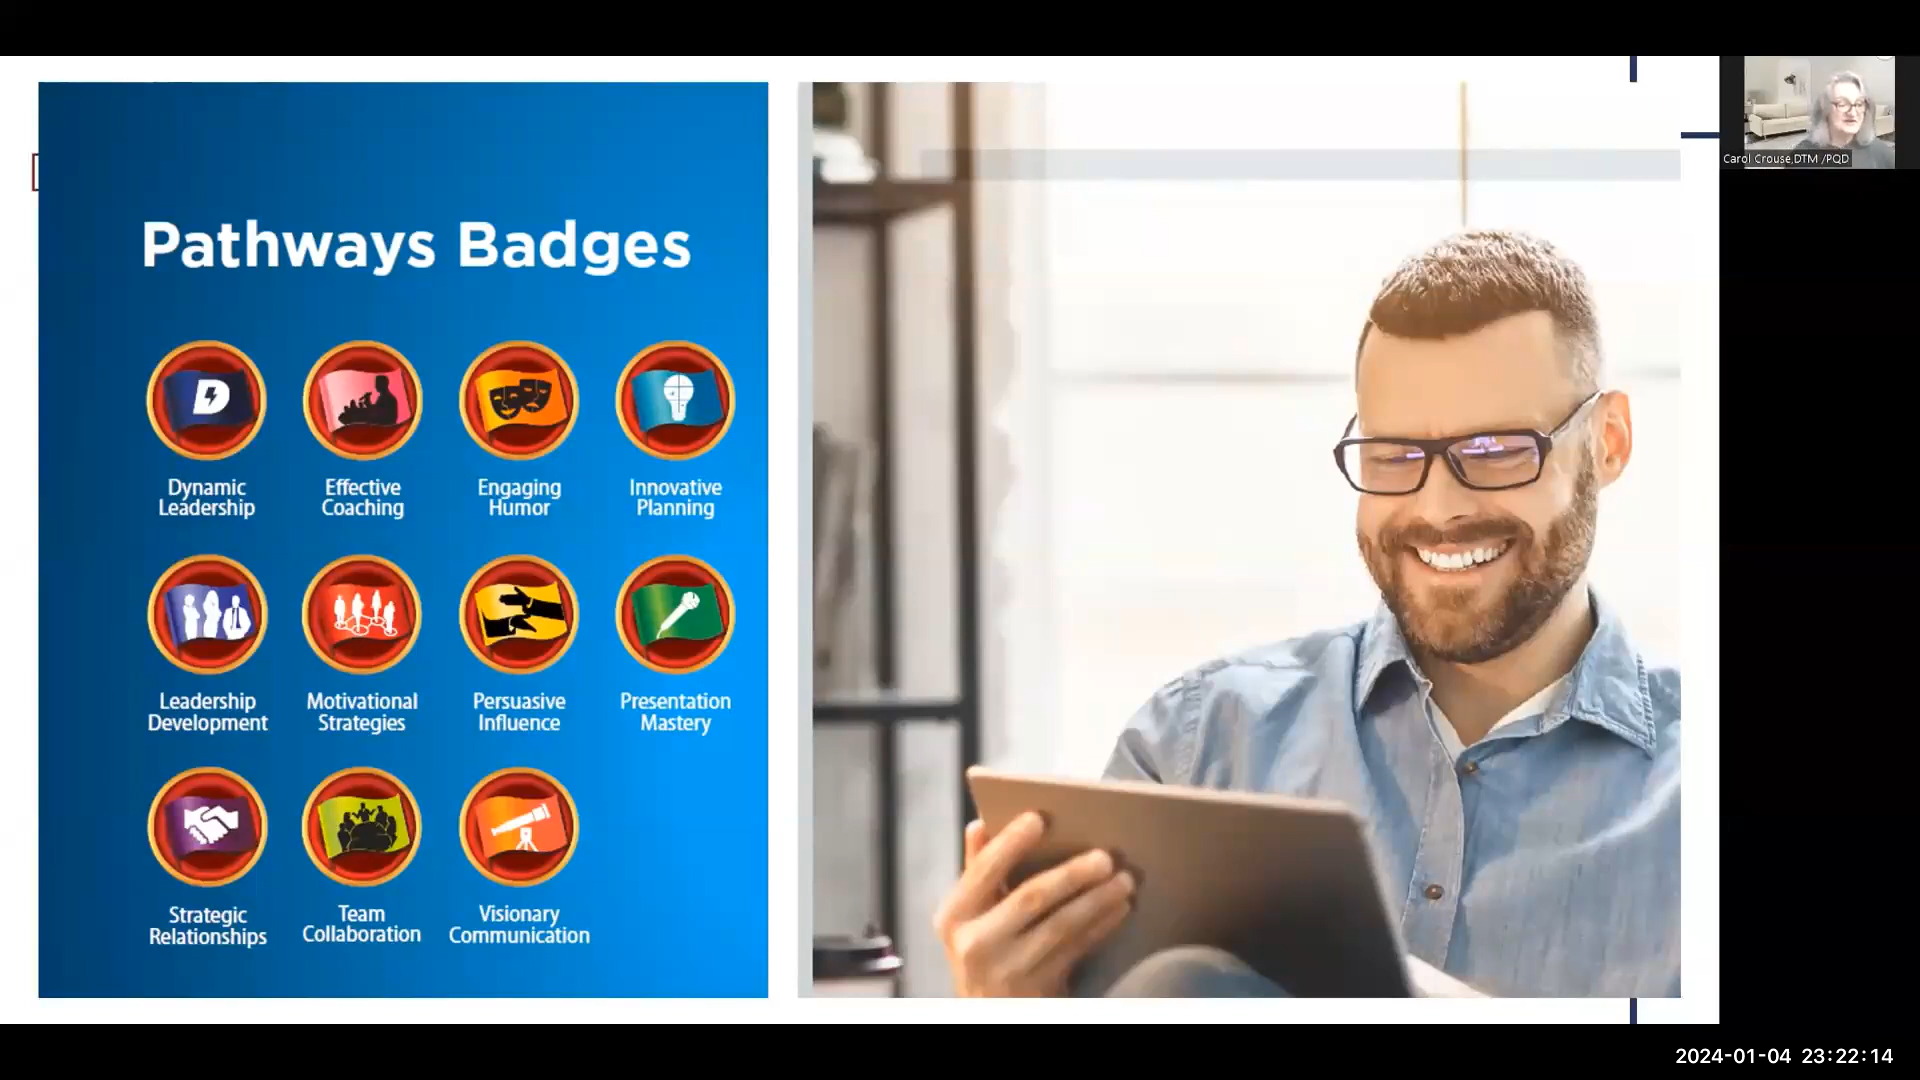 Pathways Badges
Dynamic
Leadership
Effective
Coaching
Engaging
Humor
Innovative
Planning
Leadership
Development
Motivational
Strategies
Persuasive
Influence
Presentation
Mastery
Strategic
Relationships
Team
Collaboration
Visionary
Communication
Carol Crouse,DTM /PQD
2024-01-04 23:22:14